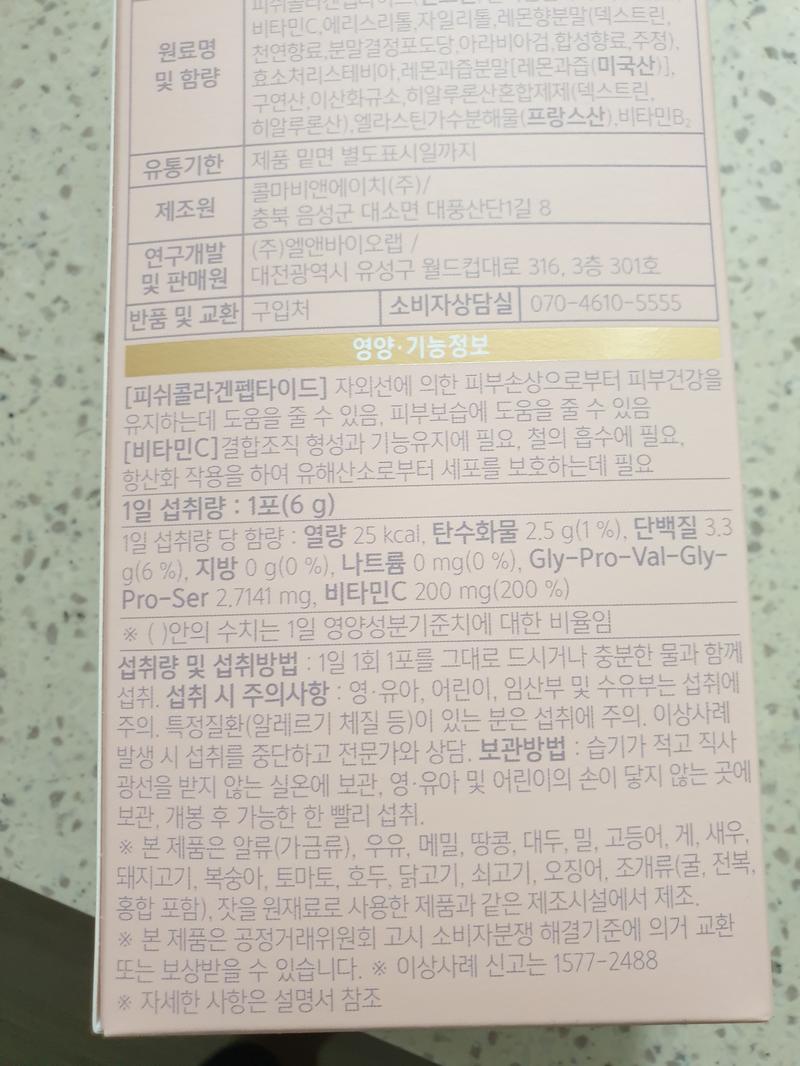 비타민C,에리스리톨,자일리톨,레몬향분말(덱스트린,
원료명
및 함량
천연향료,분말결정포도당,아라비아검,합성향료,주정),
효소처리스테비아,레몬과즙분말[레몬과즙(미국산)],
구연산,이산화규소,히알루론산혼합제제(덱스트린,
히알루론산),엘라스틴가수분해물(프랑스산),비타민B₂
유통기한 제품 밑면 별도표시일까지
제조원 콜마비앤에이치(주)/
충북 음성군 대소면 대풍산단1길 8
연구개발
및 판매원
(주)엘앤바이오랩 /
대전광역시 유성구 월드컵대로 316, 3층 301호
반품 및 교환 구입처 소비자상담실 070-4610-5555
영양·기능정보
[피쉬콜라겐펩타이드] 자외선에 의한 피부손상으로부터 피부건강을
유지하는데 도움을 줄 수 있음, 피부보습에 도움을 줄 수 있음
[비타민C]결합조직 형성과 기능유지에 필요, 철의 흡수에 필요,
항산화 작용을 하여 유해산소로부터 세포를 보호하는데 필요
1일 섭취량 : 1포(6 g)
1일 섭취량 당 함량 : 열량 25 kcal, 탄수화물 2.5 g(1 %), 단백질 3.3
g(6 %), 지방 0 g(0 %), 나트륨 0 mg(0 %), Gly-Pro-Val-Gly-
Pro-Ser 2.7141 mg, 비타민C 200 mg(200 %)
※ ( )안의 수치는 1일 영양성분기준치에 대한 비율임
섭취량 및 섭취방법 : 1일 1회 1포를 그대로 드시거나 충분한 물과 함께
섭취. 섭취 시 주의사항 : 영·유아, 어린이, 임산부 및 수유부는 섭취에
주의. 특정질환(알레르기 체질 등)이 있는 분은 섭취에 주의. 이상사례
발생 시 섭취를 중단하고 전문가와 상담. 보관방법 : 습기가 적고 직사
광선을 받지 않는 실온에 보관, 영·유아 및 어린이의 손이 닿지 않는 곳에
보관, 개봉 후 가능한 한 빨리 섭취.
※ 본 제품은 알류(가금류), 우유, 메밀, 땅콩, 대두, 밀, 고등어, 게, 새우,
돼지고기, 복숭아, 토마토, 호두, 닭고기, 쇠고기, 오징어, 조개류(굴, 전복,
홍합 포함), 잣을 원재료로 사용한 제품과 같은 제조시설에서 제조.
※ 본 제품은 공정거래위원회 고시 소비자분쟁 해결기준에 의거 교환
또는 보상받을 수 있습니다. ※ 이상사례 신고는 1577-2488
※ 자세한 사항은 설명서 참조